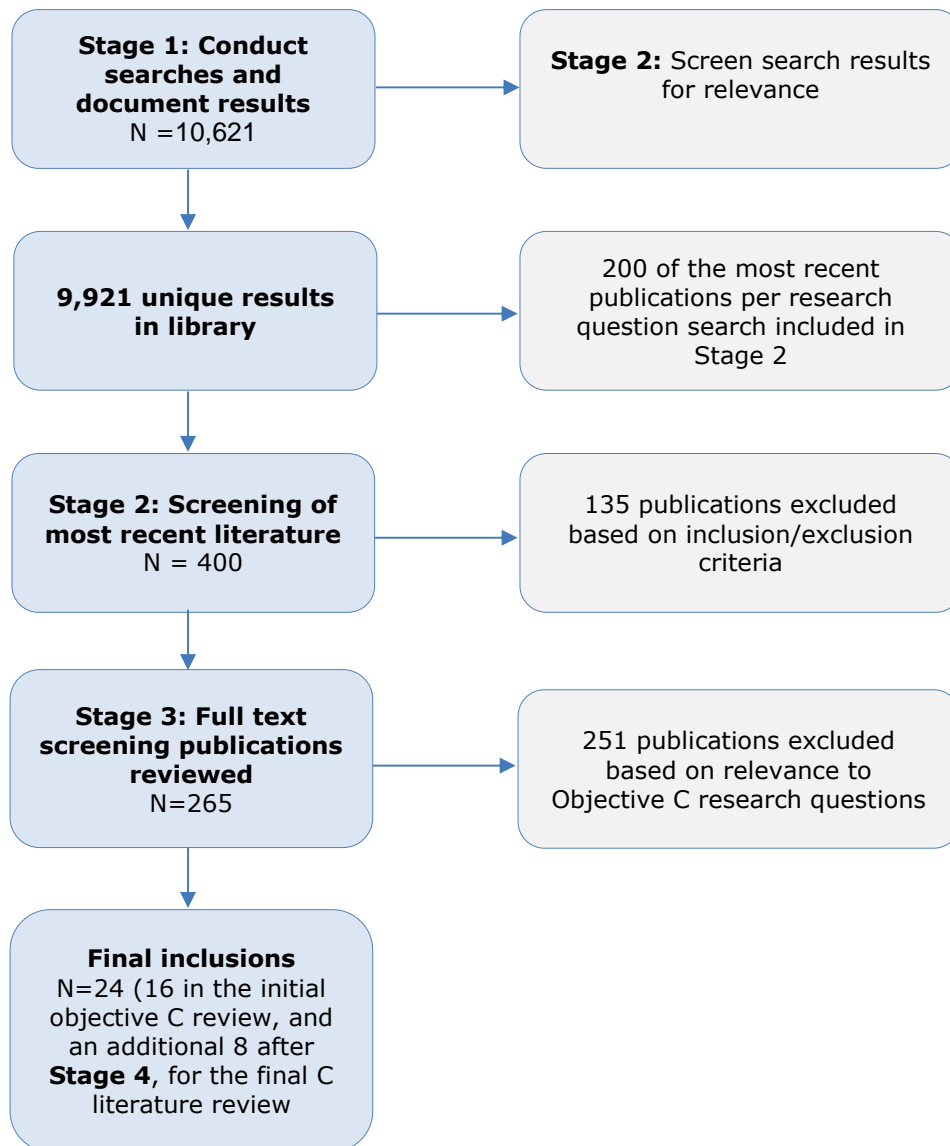 Stage 1: Conduct
searches and
document results
N =10,621
Stage 2: Screen search results
for relevance
9,921 unique results
in library
200 of the most recent
publications per research
question search included in
Stage 2
Stage 2: Screening of
most recent literature
N = 400
135 publications excluded
based on inclusion/exclusion
criteria
Stage 3: Full text
screening publications
reviewed
N=265
251 publications excluded
based on relevance to
Objective C research questions
Final inclusions
N=24 (16 in the initial
objective C review, and
an additional 8 after
Stage 4, for the final C
literature review